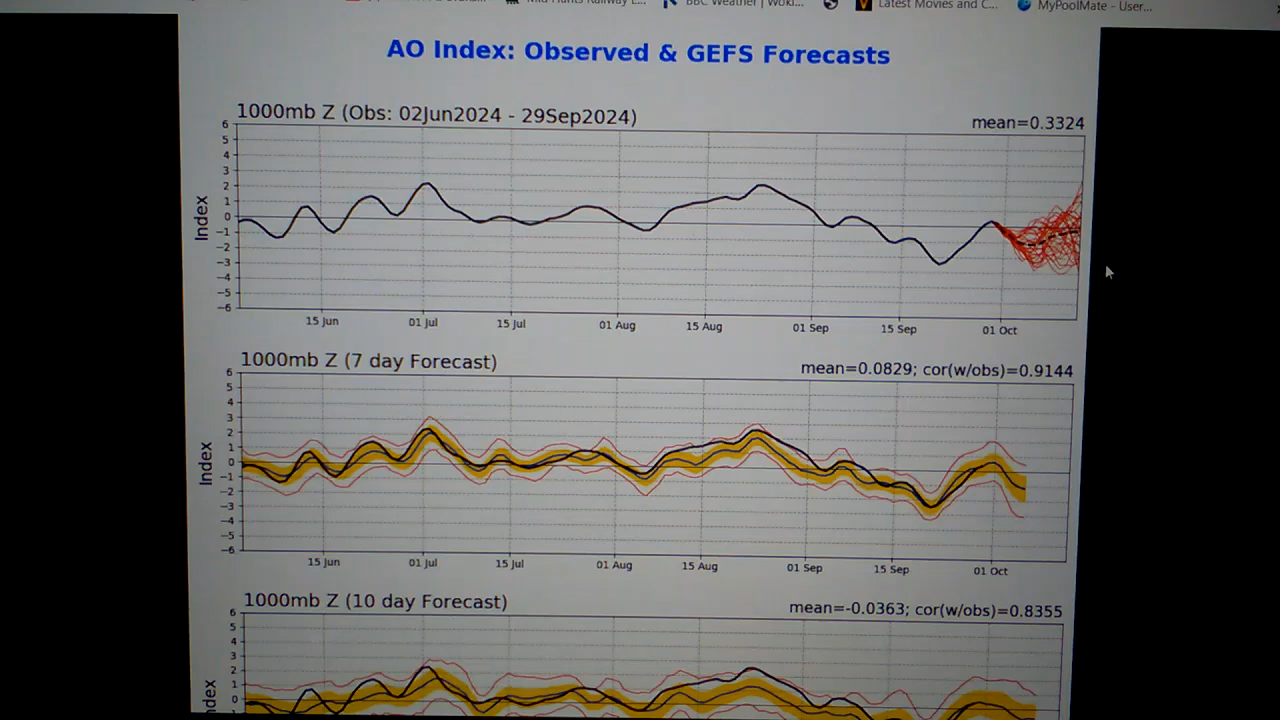 BBC Weather | Woki...
Latest Movies and C...
MyPoolMate - User...
AO Index: Observed & GEFS Forecasts
1000mb Z (Obs: 02Jun2024 - 29Sep2024)
mean=0.3324
6
5
4
3
2
1
0
−1
−2
−3
−4
−5
−6
Index
15 Jun 01 Jul 15 Jul 01 Aug 15 Aug 01 Sep 15 Sep 01 Oct
1000mb Z (7 day Forecast)
mean=0.0829; cor(w/obs)=0.9144
6
5
4
3
2
1
0
−1
−2
−3
−4
−5
−6
Index
15 Jun 01 Jul 15 Jul 01 Aug 15 Aug 01 Sep 15 Sep 01 Oct
1000mb Z (10 day Forecast)
mean=-0.0363; cor(w/obs)=0.8355
6
5
4
3
2
1
0